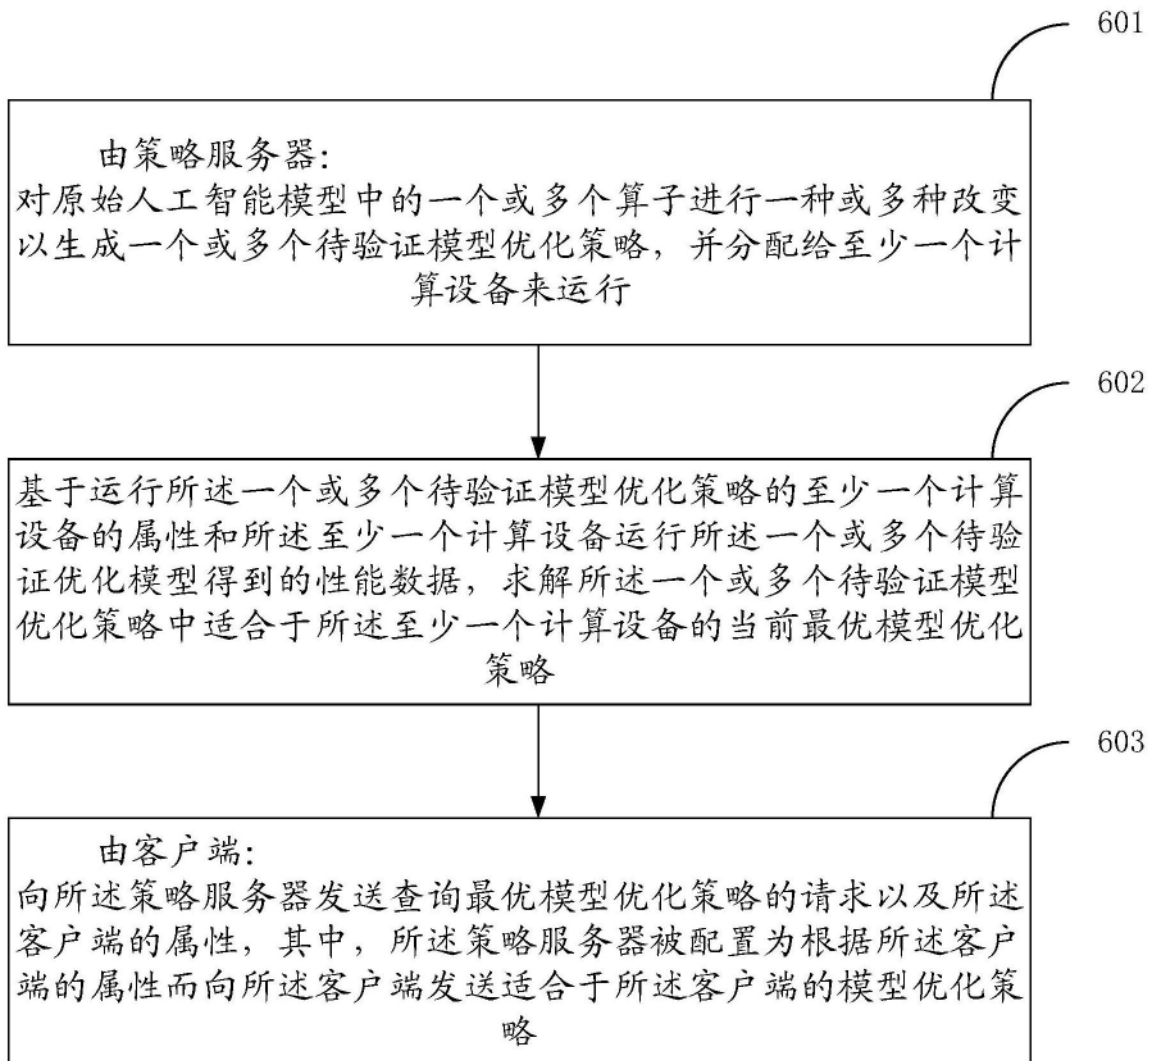 601
由策略服务器：
对原始人工智能模型中的一个或多个算子进行一种或多种改变
以生成一个或多个待验证模型优化策略，并分配给至少一个计
算设备来运行
602
基于运行所述一个或多个待验证模型优化策略的至少一个计算
设备的属性和所述至少一个计算设备运行所述一个或多个待验
证优化模型得到的性能数据，求解所述一个或多个待验证模型
优化策略中适合于所述至少一个计算设备的当前最优模型优化
策略
603
由客户端：
向所述策略服务器发送查询最优模型优化策略的请求以及所述
客户端的属性，其中，所述策略服务器被配置为根据所述客户
端的属性而向所述客户端发送适合于所述客户端的模型优化策
略